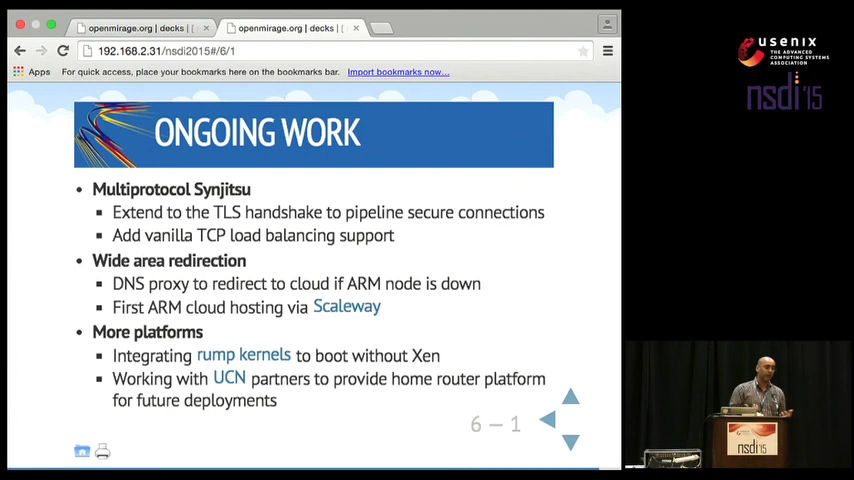 openmirage.org | decks | [
openmirage.org | decks | [
192.168.2.31/nsdi2015#/6/1
Apps
For quick access, place your bookmarks here on the bookmarks bar.
Import bookmarks now…
usenix
THE ADVANCED
COMPUTING SYSTEMS
ASSOCIATION
nsdi'15
ONGOING WORK
• Multiprotocol Synjitsu
▪ Extend to the TLS handshake to pipeline secure connections
▪ Add vanilla TCP load balancing support
• Wide area redirection
▪ DNS proxy to redirect to cloud if ARM node is down
▪ First ARM cloud hosting via Scaleway
• More platforms
▪ Integrating rump kernels to boot without Xen
▪ Working with UCN partners to provide home router platform
for future deployments
6 – 1
nsdi'15